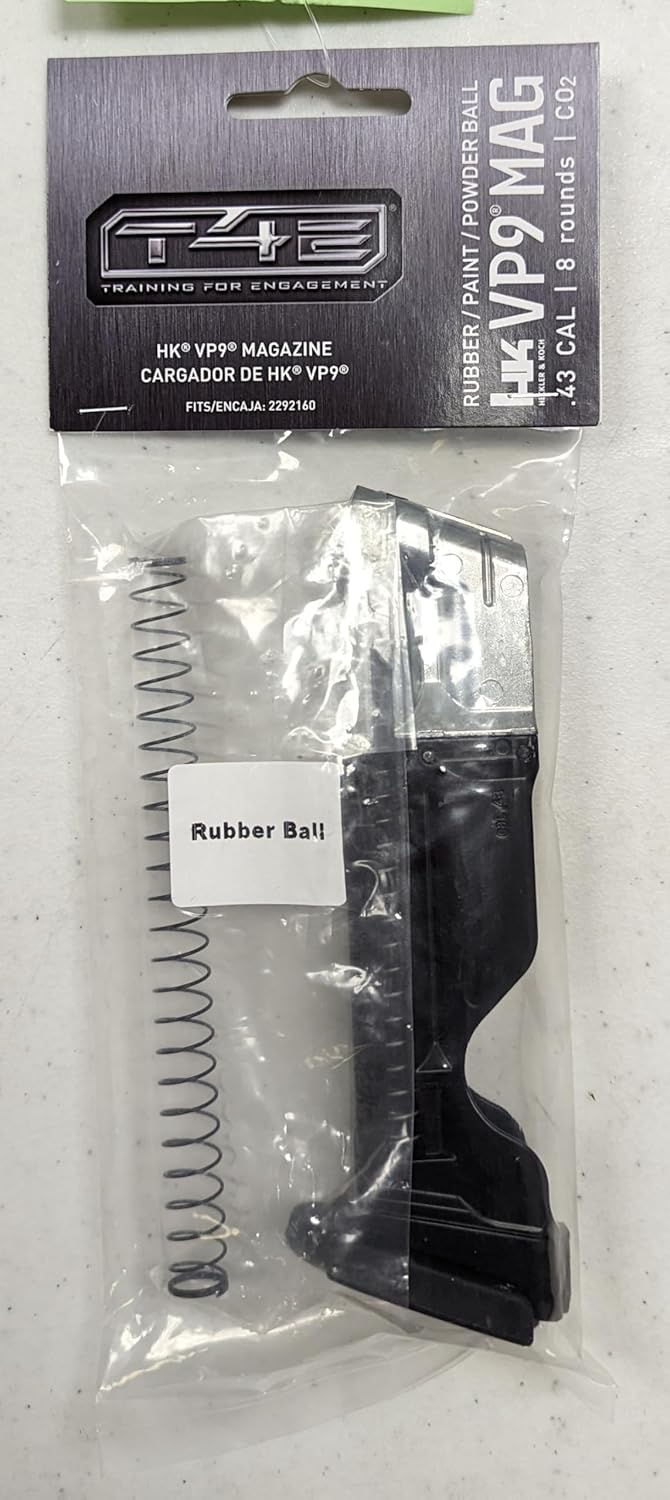 T4E®
TRAINING FOR ENGAGEMENT
HK® VP9® MAGAZINE
CARGADOR DE HK® VP9®
FITS/ENCAJA: 2292160
RUBBER / PAINT / POWDER BALL
HK VP9® MAG
HECKLER & KOCH
.43 CAL | 8 rounds | CO2
Rubber Ball